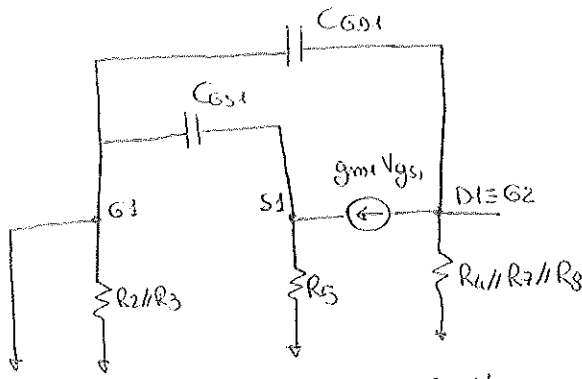 CGD1
CGS1
gm1 Vgs1
G1
S1
D1≡G2
R2//R3
R5
R4//R7//R8